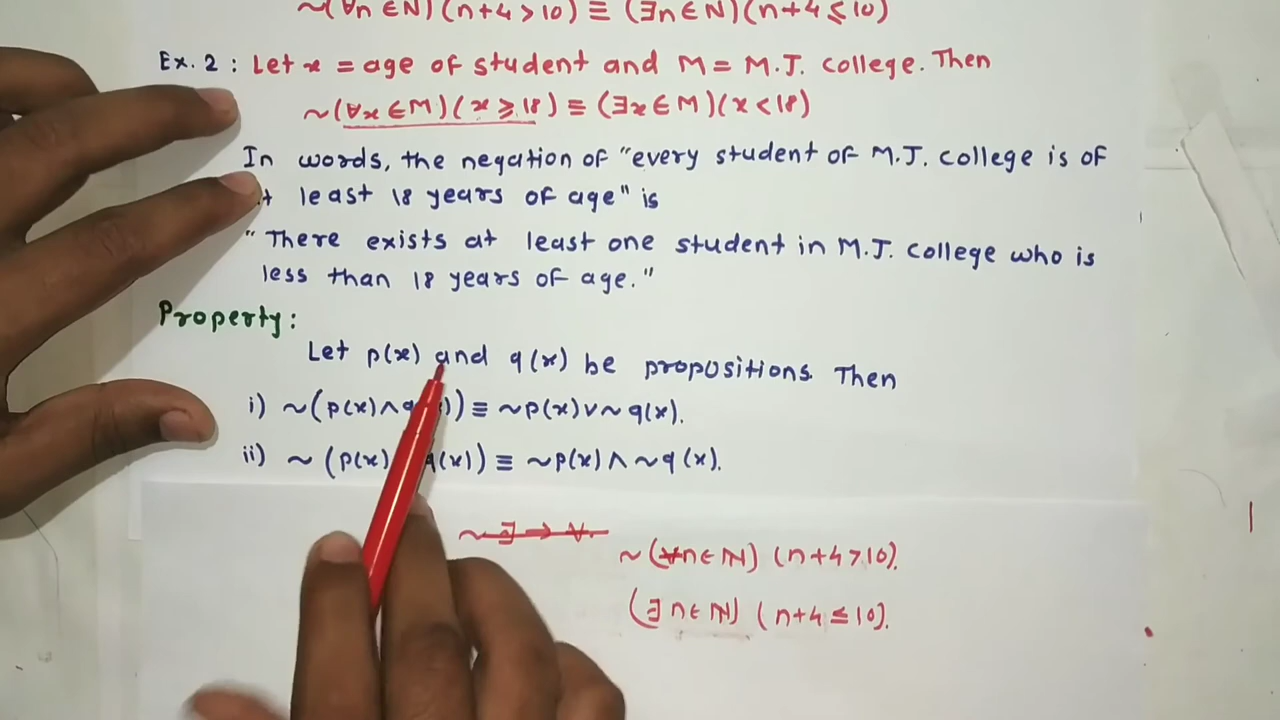 ~(∀n∈N)(n+4>10) ≡ (∃n∈N)(n+4≤10)
Ex. 2 : Let x = age of student and M = M.J. college. Then
~(∀x∈M)(x≥18) ≡ (∃x∈M)(x<18)
In words, the negation of "every student of M.J. college is of
least 18 years of age" is
"There exists at least one student in M.J. College who is
less than 18 years of age."
Property:
Let p(x) and q(x) be propositions. Then
i) ~(p(x)∧q )) ≡ ~p(x)∨~q(x).
ii) ~(p(x) q(x)) ≡ ~p(x)∧~q(x).
~∃→∀.
~(∀n∈N) (n+4>10).
(∃n∈N) (n+4≤10).